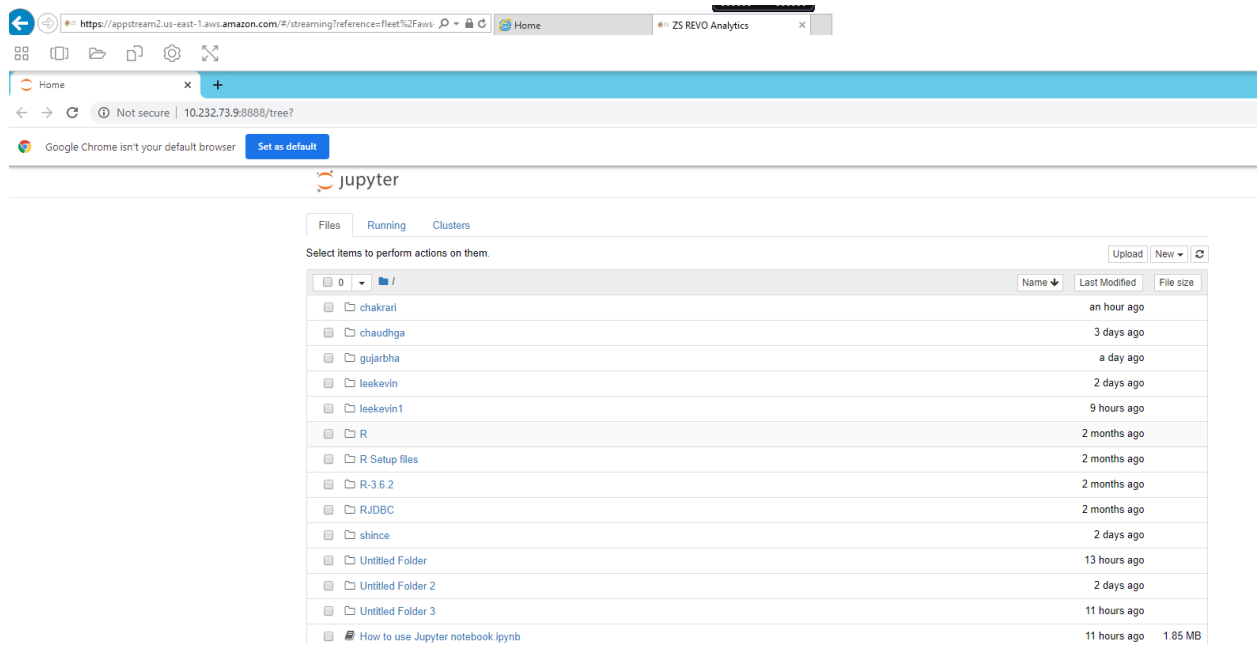 https://appstream2.us-east-1.aws.amazon.com/#/streaming?reference=fleet%2Faws- Home ZS REVO Analytics
Home
Not secure | 10.232.73.9:8888/tree?
Google Chrome isn't your default browser Set as default
jupyter
Files Running Clusters
Select items to perform actions on them. Upload New
0 / Name Last Modified File size
chakrari an hour ago
chaudhga 3 days ago
gujarbha a day ago
leekevin 2 days ago
leekevin1 9 hours ago
R 2 months ago
R Setup files 2 months ago
R-3.6.2 2 months ago
RJDBC 2 months ago
shince 2 days ago
Untitled Folder 13 hours ago
Untitled Folder 2 2 days ago
Untitled Folder 3 11 hours ago
How to use Jupyter notebook.ipynb 11 hours ago 1.85 MB